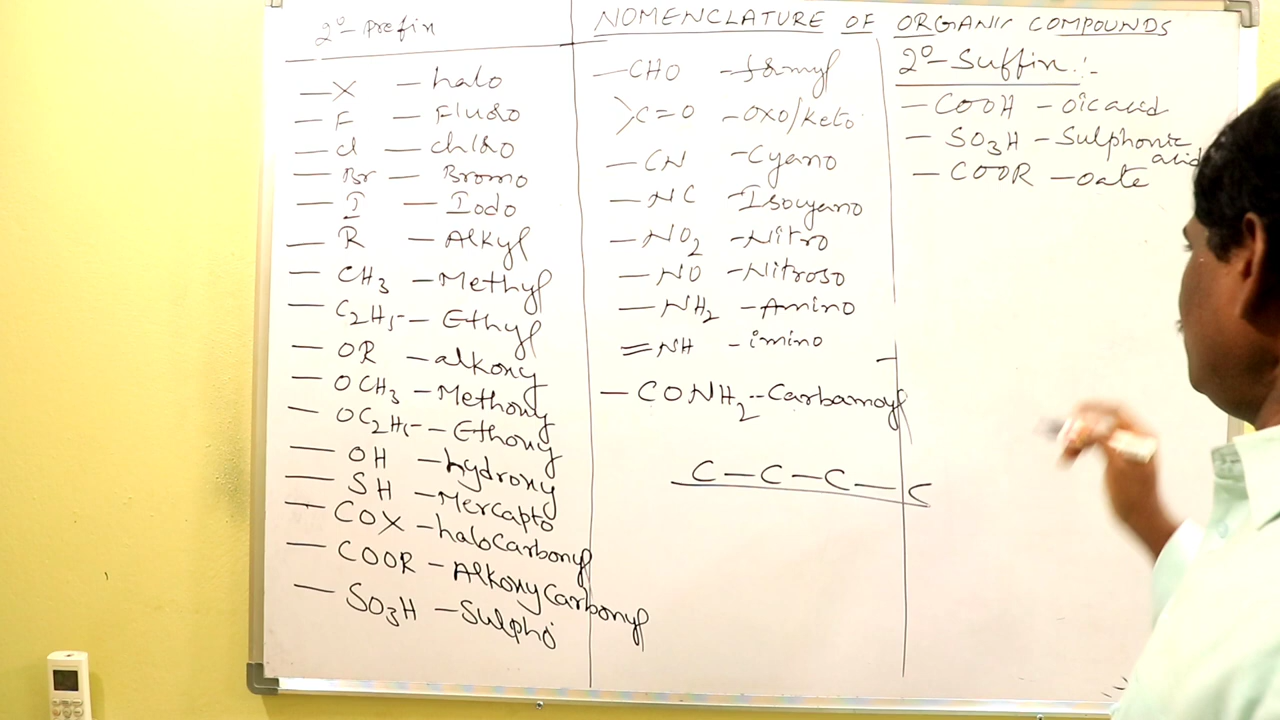 NOMENCLATURE OF ORGANIC COMPOUNDS
2°-Prefix
—X — halo
—F — Fluoro
—Cl — chloro
—Br — Bromo
—I — Iodo
—R — Alkyl
—CH3 — Methyl
—C2H5 — Ethyl
—OR — alkoxy
—OCH3 — Methoxy
—OC2H5 — Ethoxy
—OH — hydroxy
—SH — Mercapto
—COX — haloCarbonyl
—COOR — AlkoxyCarbonyl
—SO3H — Sulpho
—CHO — formyl
>C=O — OXO/Keto
—CN — Cyano
—NC — Isocyano
—NO2 — Nitro
—NO — Nitroso
—NH2 — Amino
=NH — imino
—CONH2 — Carbamoyl
C—C—C—C
2°-Suffix:-
—COOH — oic acid
—SO3H — Sulphonic
acid
—COOR — oate